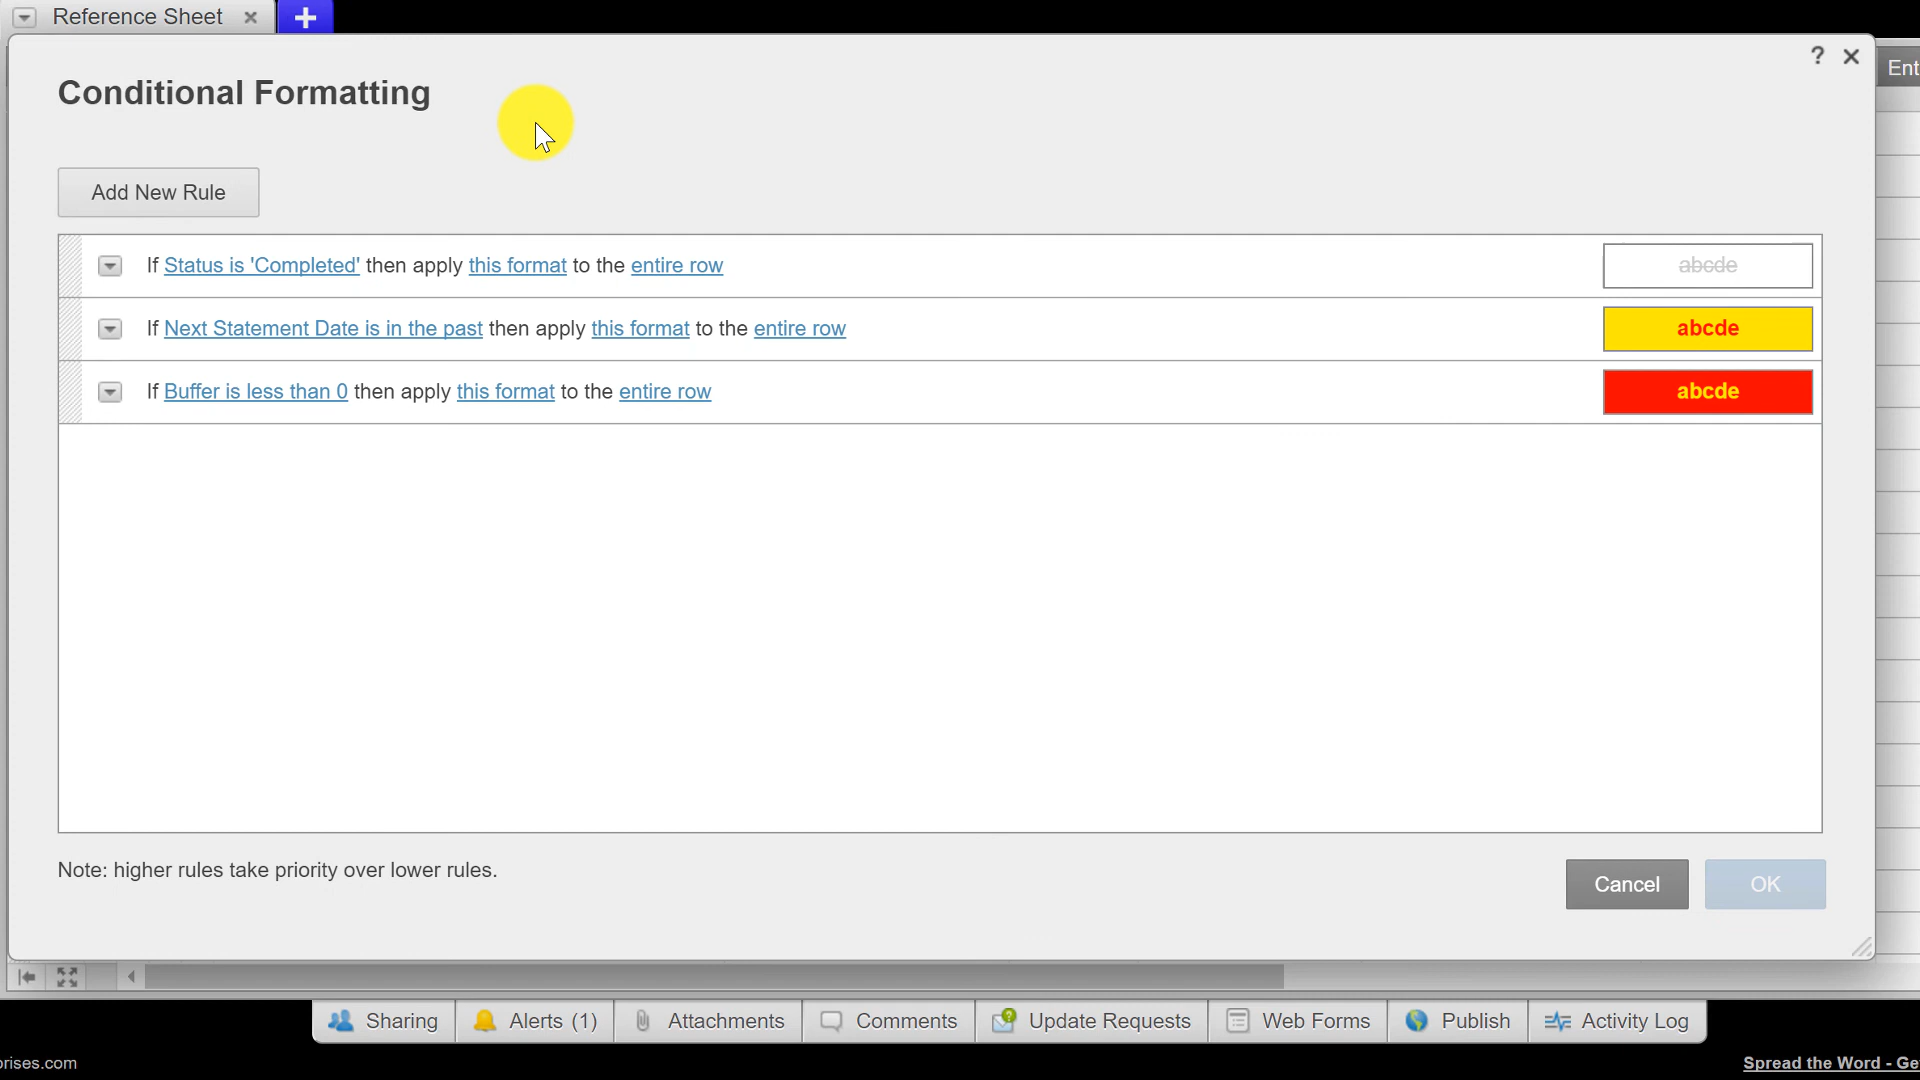 Reference Sheet
Conditional Formatting
?
Ent
Add New Rule
If Status is 'Completed' then apply this format to the entire row
abcde
If Next Statement Date is in the past then apply this format to the entire row
abcde
If Buffer is less than 0 then apply this format to the entire row
abcde
Note: higher rules take priority over lower rules.
Cancel
OK
Sharing
Alerts (1)
Attachments
Comments
Update Requests
Web Forms
Publish
Activity Log
prises.com
Spread the Word - Ge